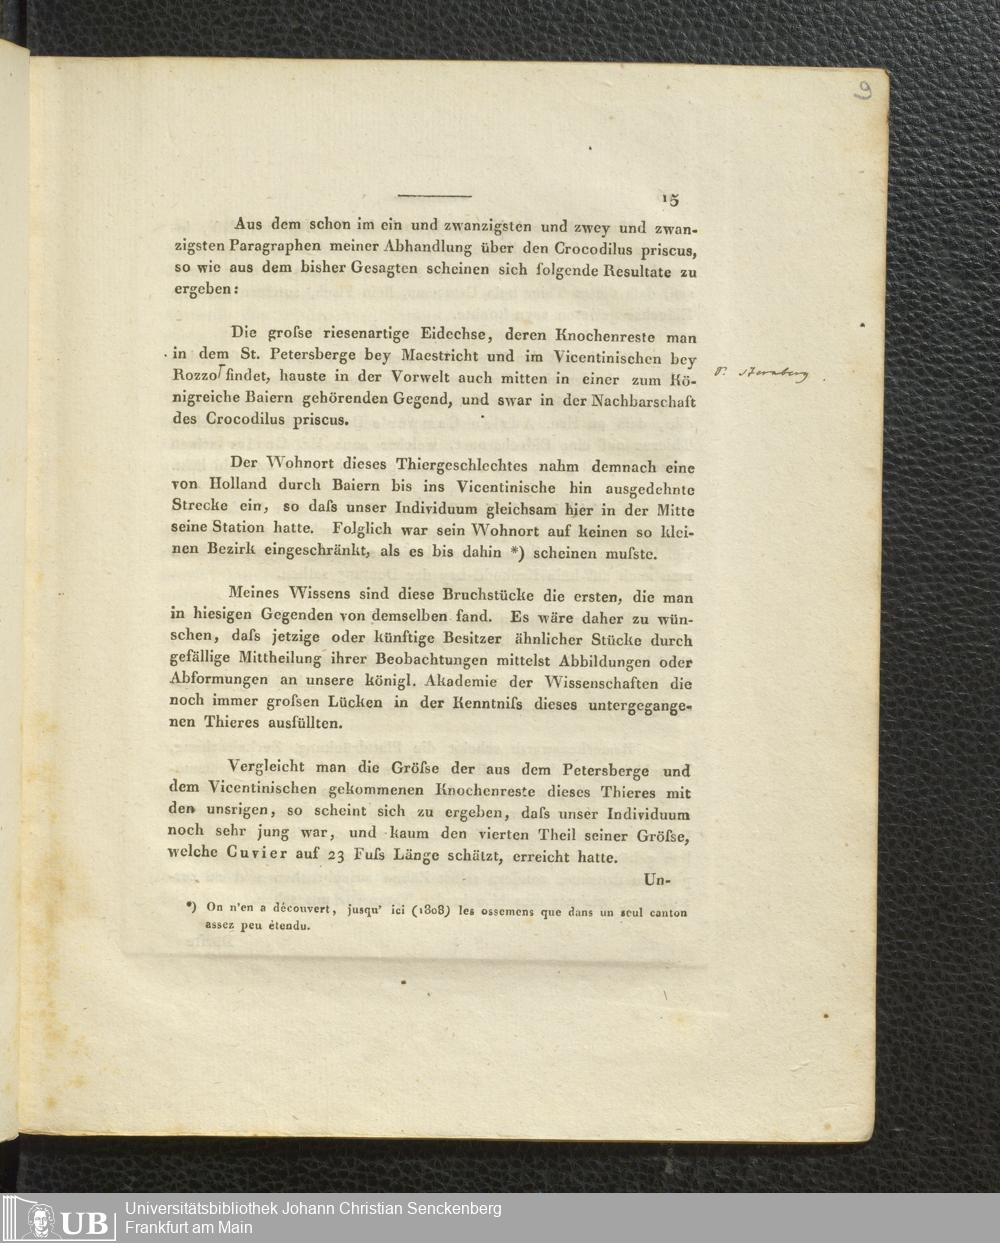 9
15
Aus dem schon im ein und zwanzigsten und zwey und zwan-
zigsten Paragraphen meiner Abhandlung über den Crocodilus priscus,
so wie aus dem bisher Gesagten scheinen sich folgende Resultate zu
ergeben:
Die groſse riesenartige Eidechse, deren Knochenreste man
in dem St. Petersberge bey Maestricht und im Vicentinischen bey
Rozzo findet, hauste in der Vorwelt auch mitten in einer zum Kö-
nigreiche Baiern gehörenden Gegend, und swar in der Nachbarschaft
des Crocodilus priscus.
Sternberg
Der Wohnort dieses Thiergeschlechtes nahm demnach eine
von Holland durch Baiern bis ins Vicentinische hin ausgedehnte
Strecke ein, so daſs unser Individuum gleichsam hier in der Mitte
seine Station hatte. Folglich war sein Wohnort auf keinen so klei-
nen Bezirk eingeschränkt, als es bis dahin *) scheinen muſste.
Meines Wissens sind diese Bruchstücke die ersten, die man
in hiesigen Gegenden von demselben fand. Es wäre daher zu wün-
schen, daſs jetzige oder künftige Besitzer ähnlicher Stücke durch
gefällige Mittheilung ihrer Beobachtungen mittelst Abbildungen oder
Abformungen an unsere königl. Akademie der Wissenschaften die
noch immer groſsen Lücken in der Kenntniſs dieses untergegange-
nen Thieres ausfüllten.
Vergleicht man die Gröſse der aus dem Petersberge und
dem Vicentinischen gekommenen Knochenreste dieses Thieres mit
den unsrigen, so scheint sich zu ergeben, daſs unser Individuum
noch sehr jung war, und kaum den vierten Theil seiner Gröſse,
welche Cuvier auf 23 Fuſs Länge schätzt, erreicht hatte.
Un-
*) On n'en a découvert, jusqu' ici (1808) les ossemens que dans un seul canton
assez peu étendu.
UB
Universitätsbibliothek Johann Christian Senckenberg
Frankfurt am Main